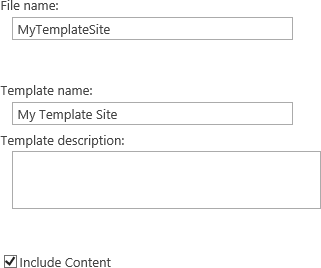 File name:
MyTemplateSite
Template name:
My Template Site
Template description:
Include Content